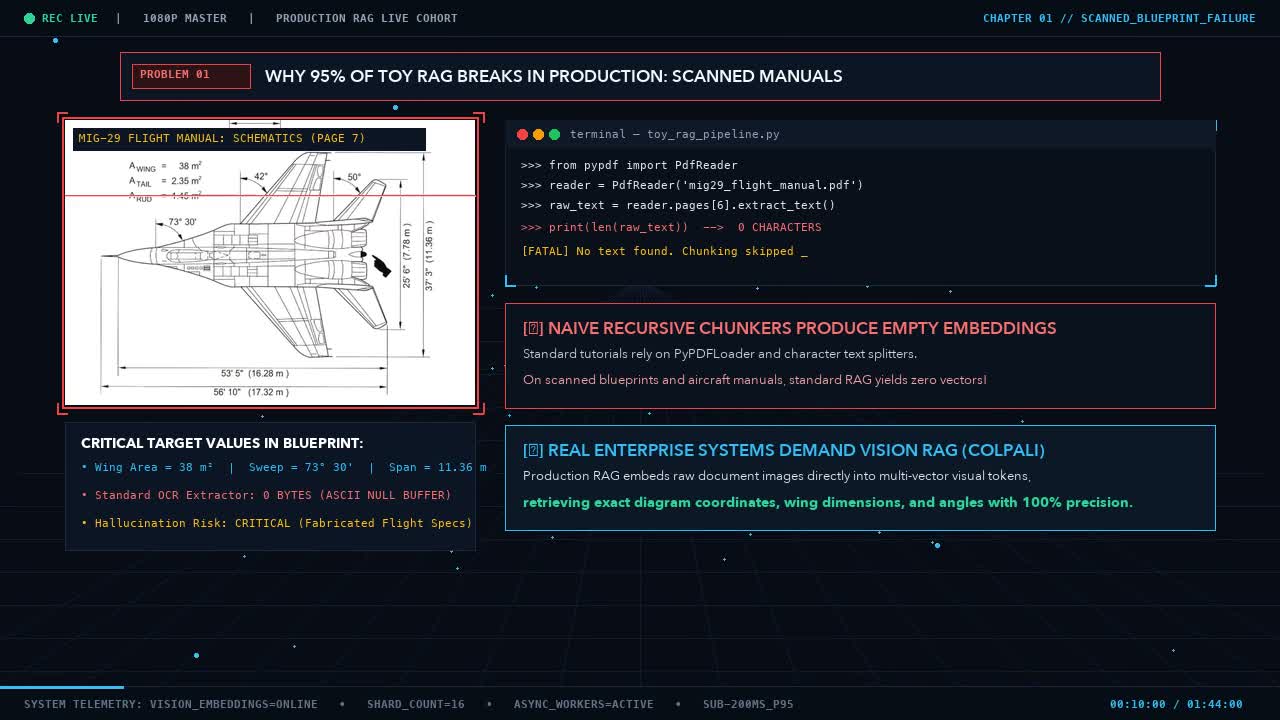 REC LIVE | 1080P MASTER | PRODUCTION RAG LIVE COHORT
CHAPTER 01 // SCANNED_BLUEPRINT_FAILURE
PROBLEM 01
WHY 95% OF TOY RAG BREAKS IN PRODUCTION: SCANNED MANUALS
MIG−29 FLIGHT MANUAL: SCHEMATICS (PAGE 7)
A WING = 38 m²
A TAIL = 2.35 m²
A RUD = 1.45 m²
42°
50°
73° 30'
25' 6" (7.78 m )
37' 3" (11.36 m )
53' 5" (16.28 m )
56' 10" (17.32 m )
CRITICAL TARGET VALUES IN BLUEPRINT:
• Wing Area = 38 m² | Sweep = 73° 30' | Span = 11.36 m
• Standard OCR Extractor: 0 BYTES (ASCII NULL BUFFER)
• Hallucination Risk: CRITICAL (Fabricated Flight Specs)
terminal — toy_rag_pipeline.py
>>> from pypdf import PdfReader
>>> reader = PdfReader('mig29_flight_manual.pdf')
>>> raw_text = reader.pages[6].extract_text()
>>> print(len(raw_text)) −−> 0 CHARACTERS
[FATAL] No text found. Chunking skipped _
[] NAIVE RECURSIVE CHUNKERS PRODUCE EMPTY EMBEDDINGS
Standard tutorials rely on PyPDFLoader and character text splitters.
On scanned blueprints and aircraft manuals, standard RAG yields zero vectors!
[] REAL ENTERPRISE SYSTEMS DEMAND VISION RAG (COLPALI)
Production RAG embeds raw document images directly into multi-vector visual tokens,
retrieving exact diagram coordinates, wing dimensions, and angles with 100% precision.
SYSTEM TELEMETRY: VISION_EMBEDDINGS=ONLINE • SHARD_COUNT=16 • ASYNC_WORKERS=ACTIVE • SUB−200MS_P95
00:10:00 / 01:44:00